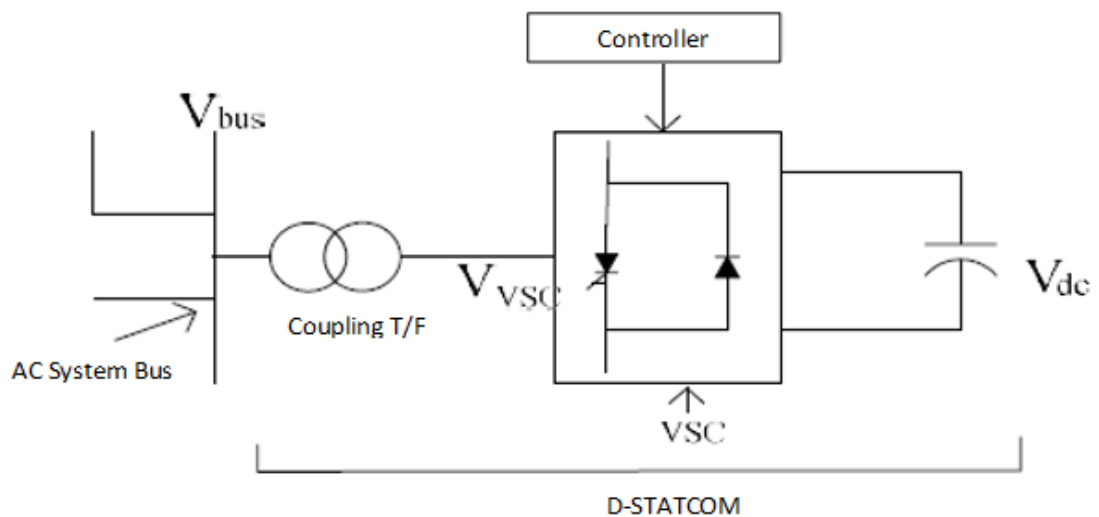 Controller
Vbus
VVSC
Vdc
Coupling T/F
AC System Bus
VSC
D-STATCOM